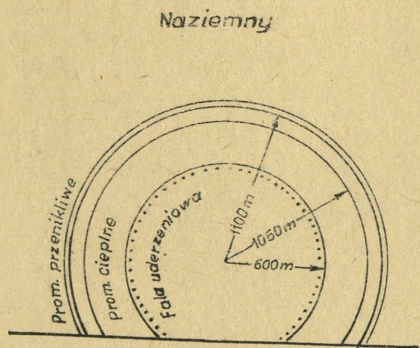 Naziemny
Prom. przenikliwe
Prom. cieplne
Fala uderzeniowa
1100m
1050m
600m